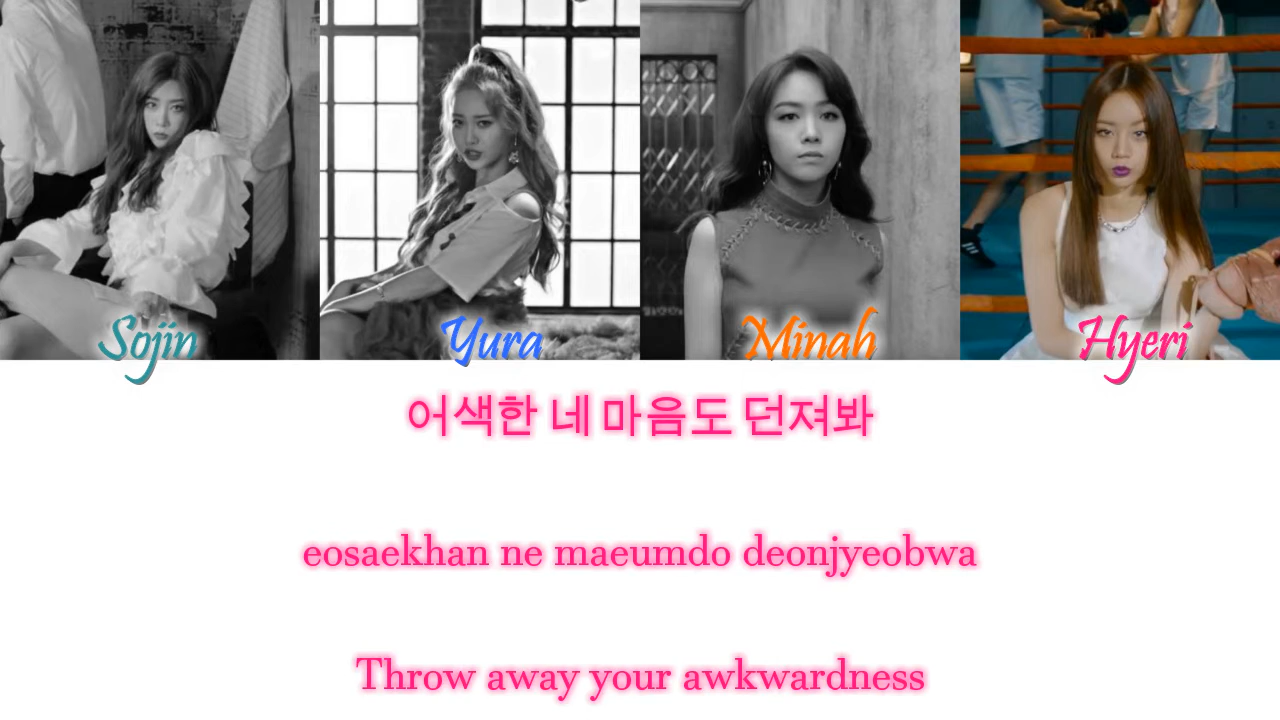 Sojin Yura Minah Hyeri
어색한 네 마음도 던져봐
eosaekhan ne maeumdo deonjyeobwa
Throw away your awkwardness